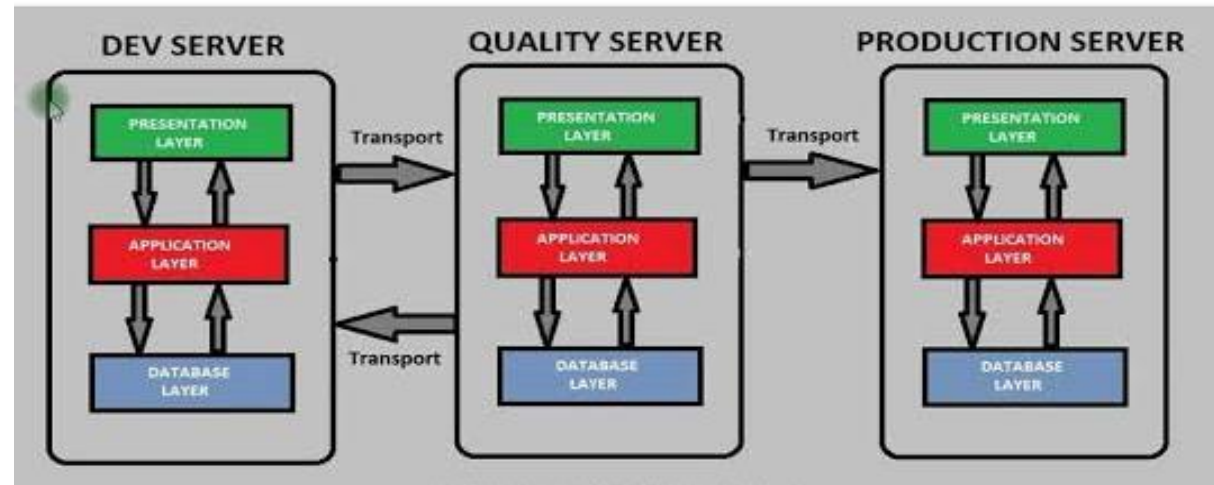 DEV SERVER
QUALITY SERVER
PRODUCTION SERVER
PRESENTATION
LAYER
Transport
PRESENTATION
LAYER
Transport
PRESENTATION
LAYER
APPLICATION
LAYER
APPLICATION
LAYER
APPLICATION
LAYER
Transport
DATABASE
LAYER
DATABASE
LAYER
DATABASE
LAYER